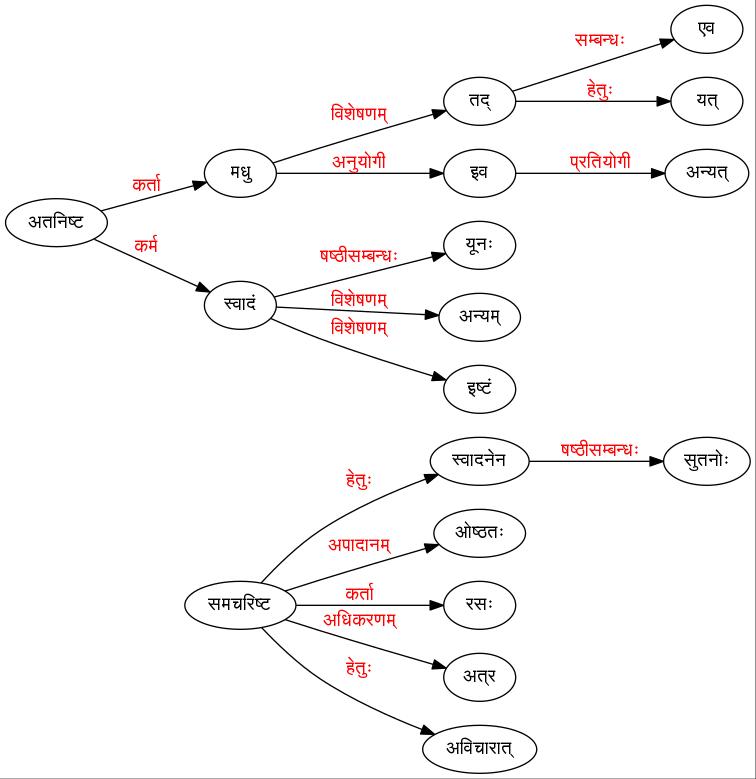 एव
सम्बन्धः
तद्
हेतुः
यत्
विशेषणम्
मधु
अनुयोगी
इव
प्रतियोगी
अन्यत्
कर्ता
अतनिष्ट
कर्म
यूनः
षष्ठीसम्बन्धः
स्वादं
विशेषणम्
अन्यम्
विशेषणम्
इष्टं
स्वादनेन
षष्ठीसम्बन्धः
सुतनोः
हेतुः
ओष्ठतः
अपादानम्
समचरिष्ट
कर्ता
रसः
अधिकरणम्
अत्र
हेतुः
अविचारात्